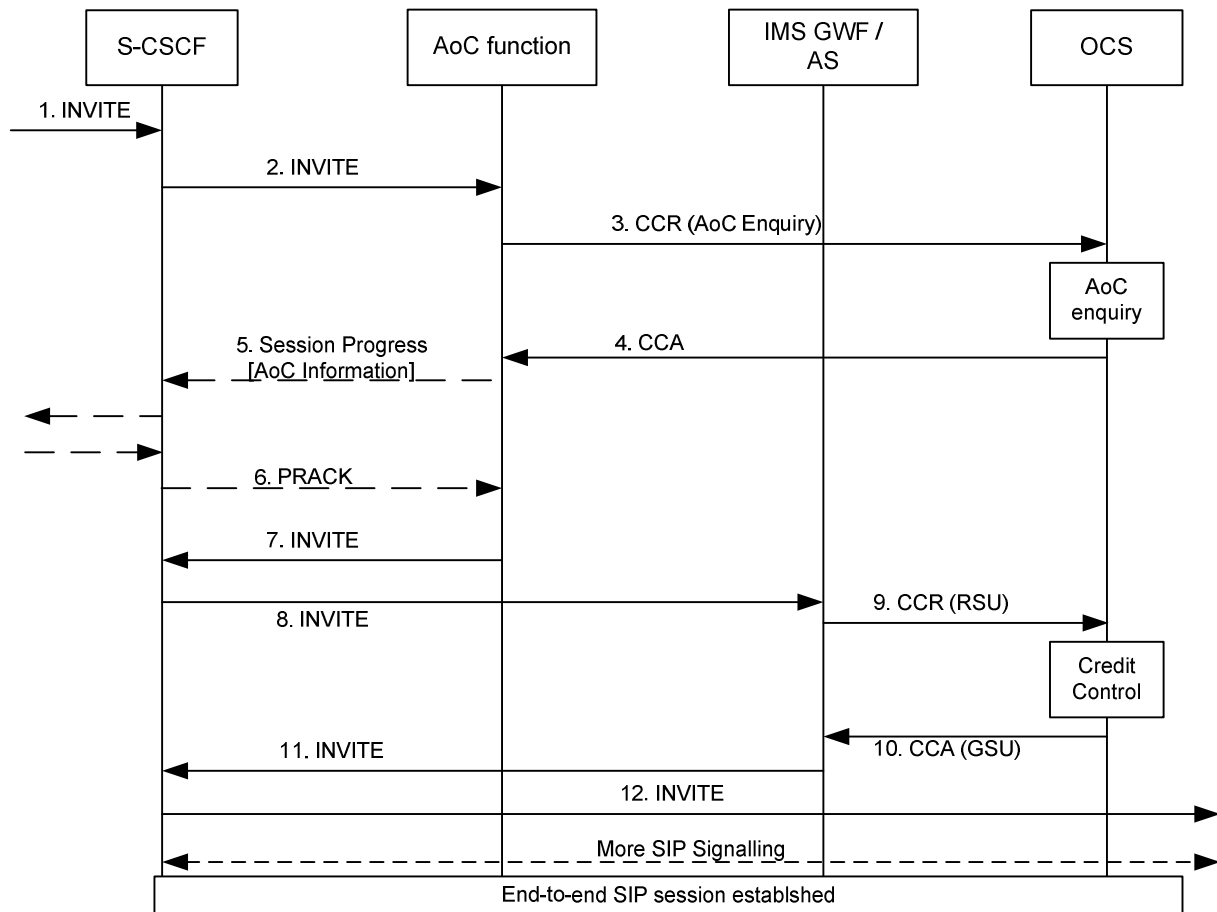 S-CSCF
AoC function
IMS GWF /
AS
OCS
1. INVITE
2. INVITE
3. CCR (AoC Enquiry)
AoC
enquiry
4. CCA
5. Session Progress
[AoC Information]
6. PRACK
7. INVITE
8. INVITE
9. CCR (RSU)
Credit
Control
10. CCA (GSU)
11. INVITE
12. INVITE
More SIP Signalling
End-to-end SIP session establshed